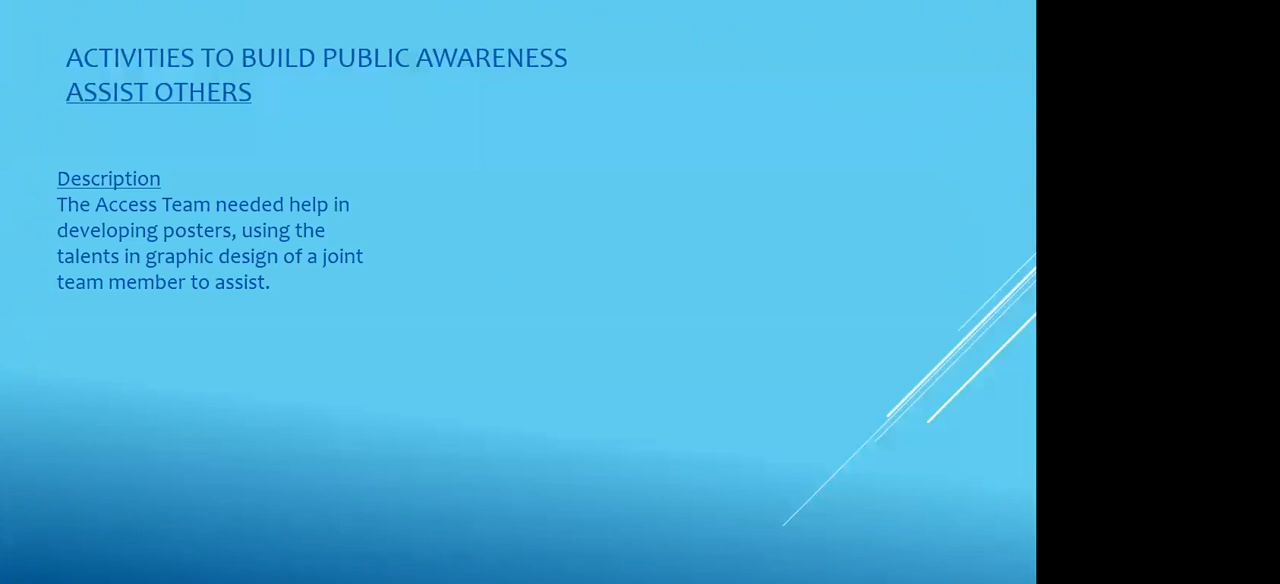 ACTIVITIES TO BUILD PUBLIC AWARENESS
ASSIST OTHERS
Description
The Access Team needed help in
developing posters, using the
talents in graphic design of a joint
team member to assist.